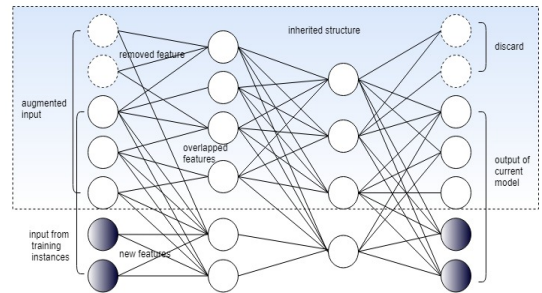 inherited structure
removed feature
discard
augmented
input
overlapped
features
output of
current
model
input from
training
instances
new features